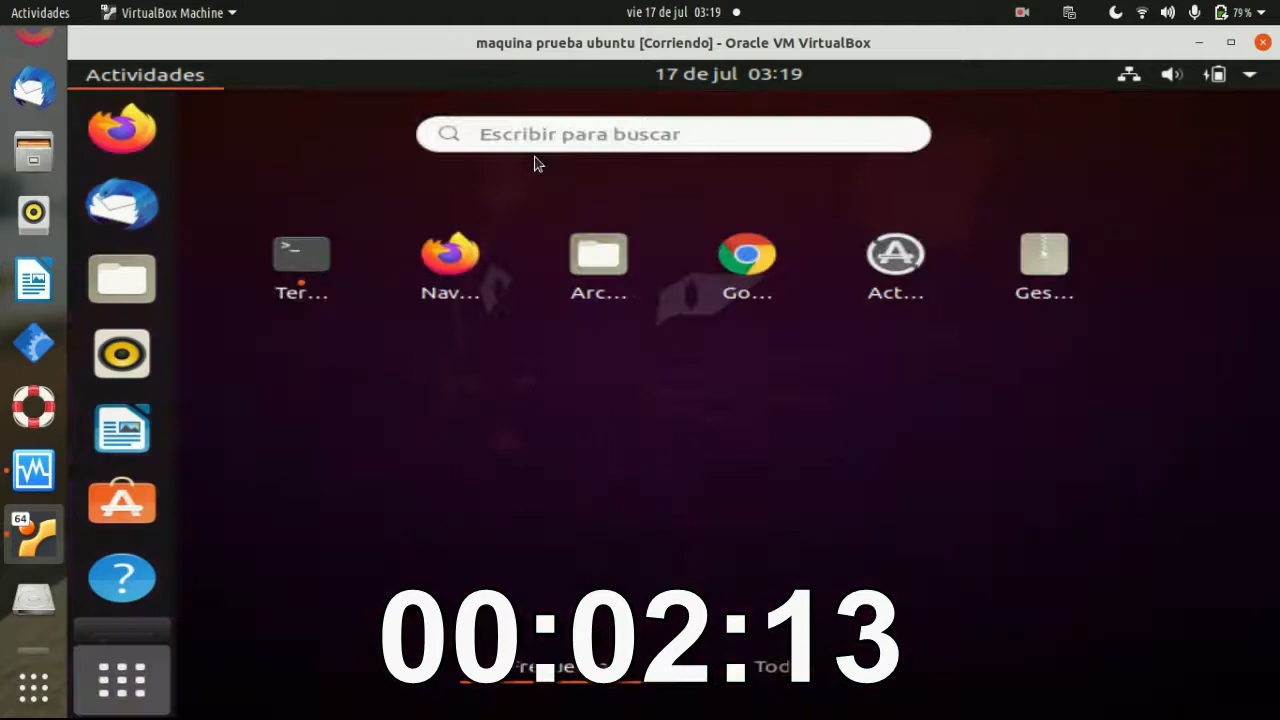 Actividades
VirtualBox Machine
vie 17 de jul 03:19
79%
maquina prueba ubuntu [Corriendo] - Oracle VM VirtualBox
Actividades
17 de jul 03:19
Escribir para buscar
>_
Ter...
Nav...
Arc...
Go...
Act...
Ges...
64
?
00:02:13